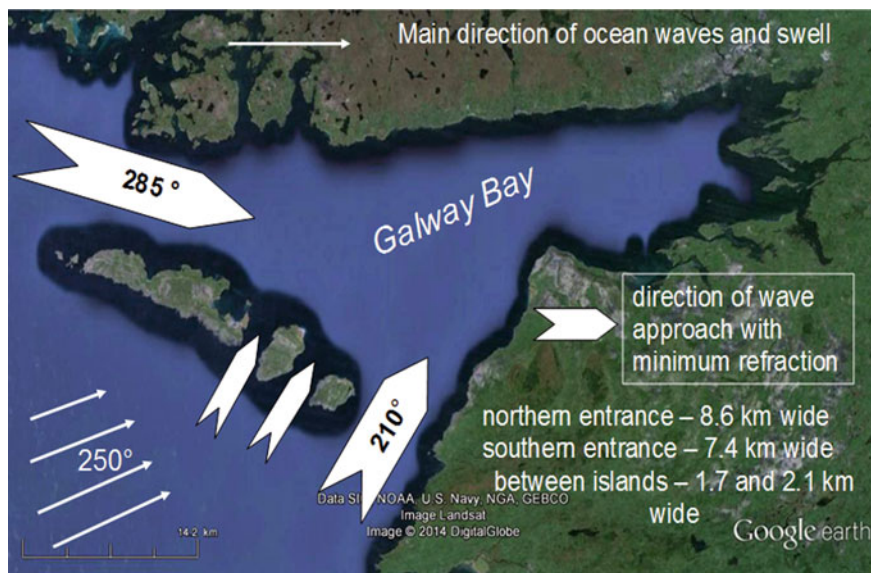 Main direction of ocean waves and swell
285 °
Galway Bay
direction of wave
approach with
minimum refraction
210°
250°
northern entrance – 8.6 km wide
southern entrance – 7.4 km wide
between islands – 1.7 and 2.1 km
wide
NOAA, U.S. Navy, NGA, GEBCO
Image Landsat
Image © 2014 DigitalGlobe
14.2 km
Google earth